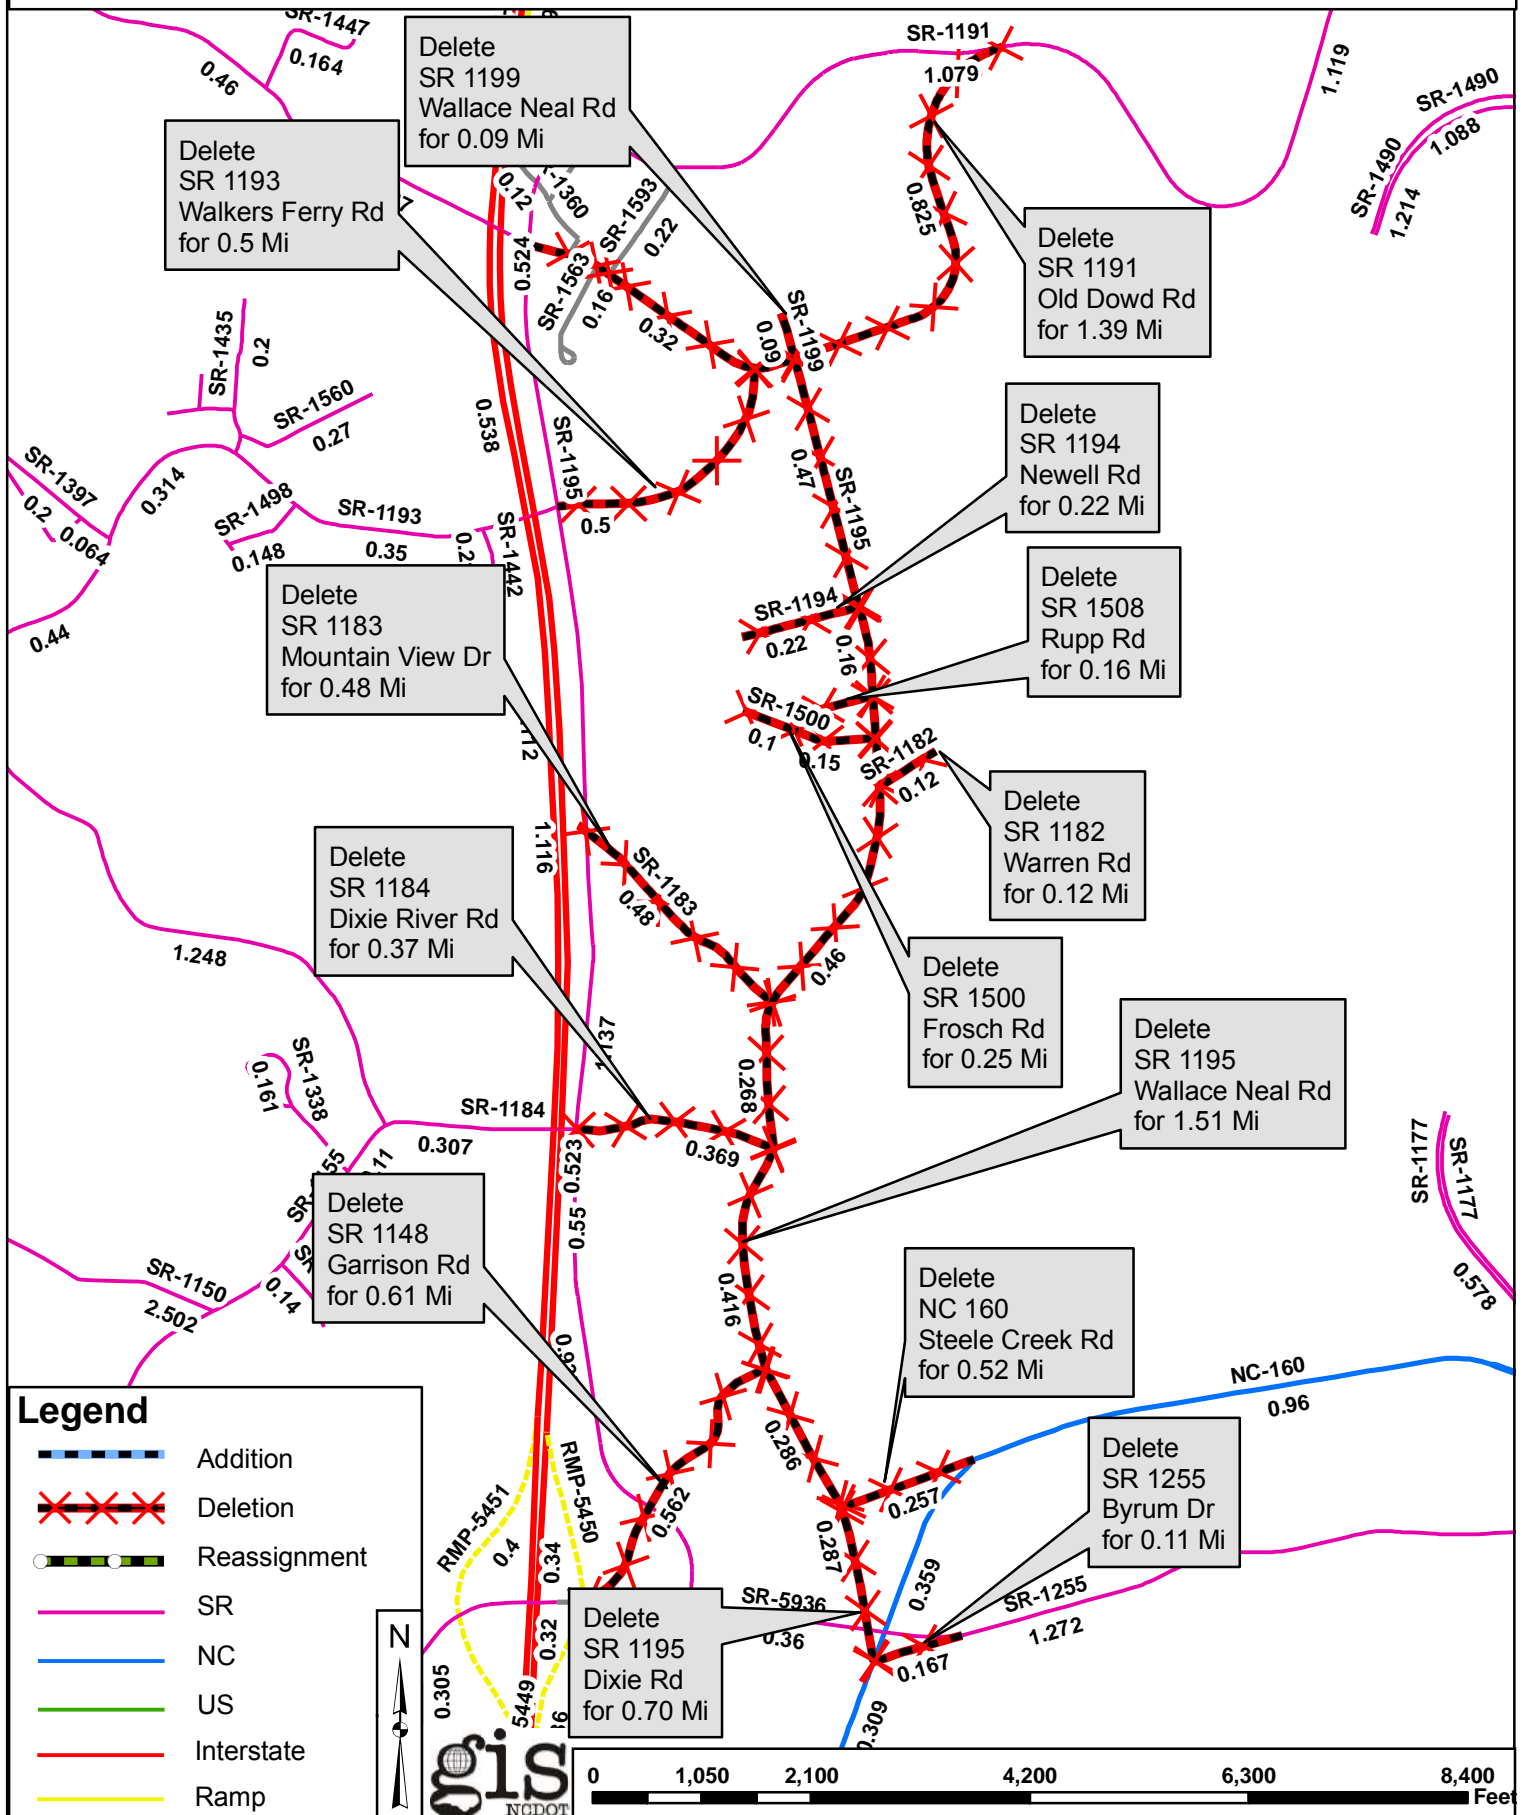 SR-1447
0.164
0.46
Delete
SR 1199
Wallace Neal Rd
for 0.09 Mi
SR-1191
1.079
1.119
SR-1490
1.088
SR-1490
1.214
Delete
SR 1193
Walkers Ferry Rd
for 0.5 Mi
0.12
SR-1593
0.22
0.825
Delete
SR 1191
Old Dowd Rd
for 1.39 Mi
0.524
SR-1563
0.16
0.32
SR-1199
0.09
SR-1435
0.2
SR-1560
0.27
0.538
SR-1195
0.47
SR-1195
Delete
SR 1194
Newell Rd
for 0.22 Mi
SR-1397
0.2
0.064
0.314
SR-1498
0.148
SR-1193
0.35
0.5
0.44
Delete
SR 1183
Mountain View Dr
for 0.48 Mi
SR-1194
0.22
0.16
Delete
SR 1508
Rupp Rd
for 0.16 Mi
SR-1500
0.1
0.15
SR-1182
0.12
Delete
SR 1182
Warren Rd
for 0.12 Mi
1.116
SR-1183
0.48
Delete
SR 1184
Dixie River Rd
for 0.37 Mi
1.248
0.46
Delete
SR 1500
Frosch Rd
for 0.25 Mi
Delete
SR 1195
Wallace Neal Rd
for 1.51 Mi
SR-1338
0.161
SR-1184
0.307
0.268
0.369
0.523
0.55
SR-1177
SR-1177
0.578
Delete
SR 1148
Garrison Rd
for 0.61 Mi
SR-1150
2.502
0.14
0.416
Delete
NC 160
Steele Creek Rd
for 0.52 Mi
NC-160
0.96
0.286
0.257
0.287
0.359
Delete
SR 1255
Byrum Dr
for 0.11 Mi
SR-1255
1.272
RMP-5451
0.4
RMP-5450
0.34
0.32
0.562
SR-5936
0.36
0.167
0.309
0.305
Delete
SR 1195
Dixie Rd
for 0.70 Mi
Legend
Addition
Deletion
Reassignment
SR
NC
US
Interstate
Ramp
N
gis
NCDOT
0 1,050 2,100 4,200 6,300 8,400
Feet